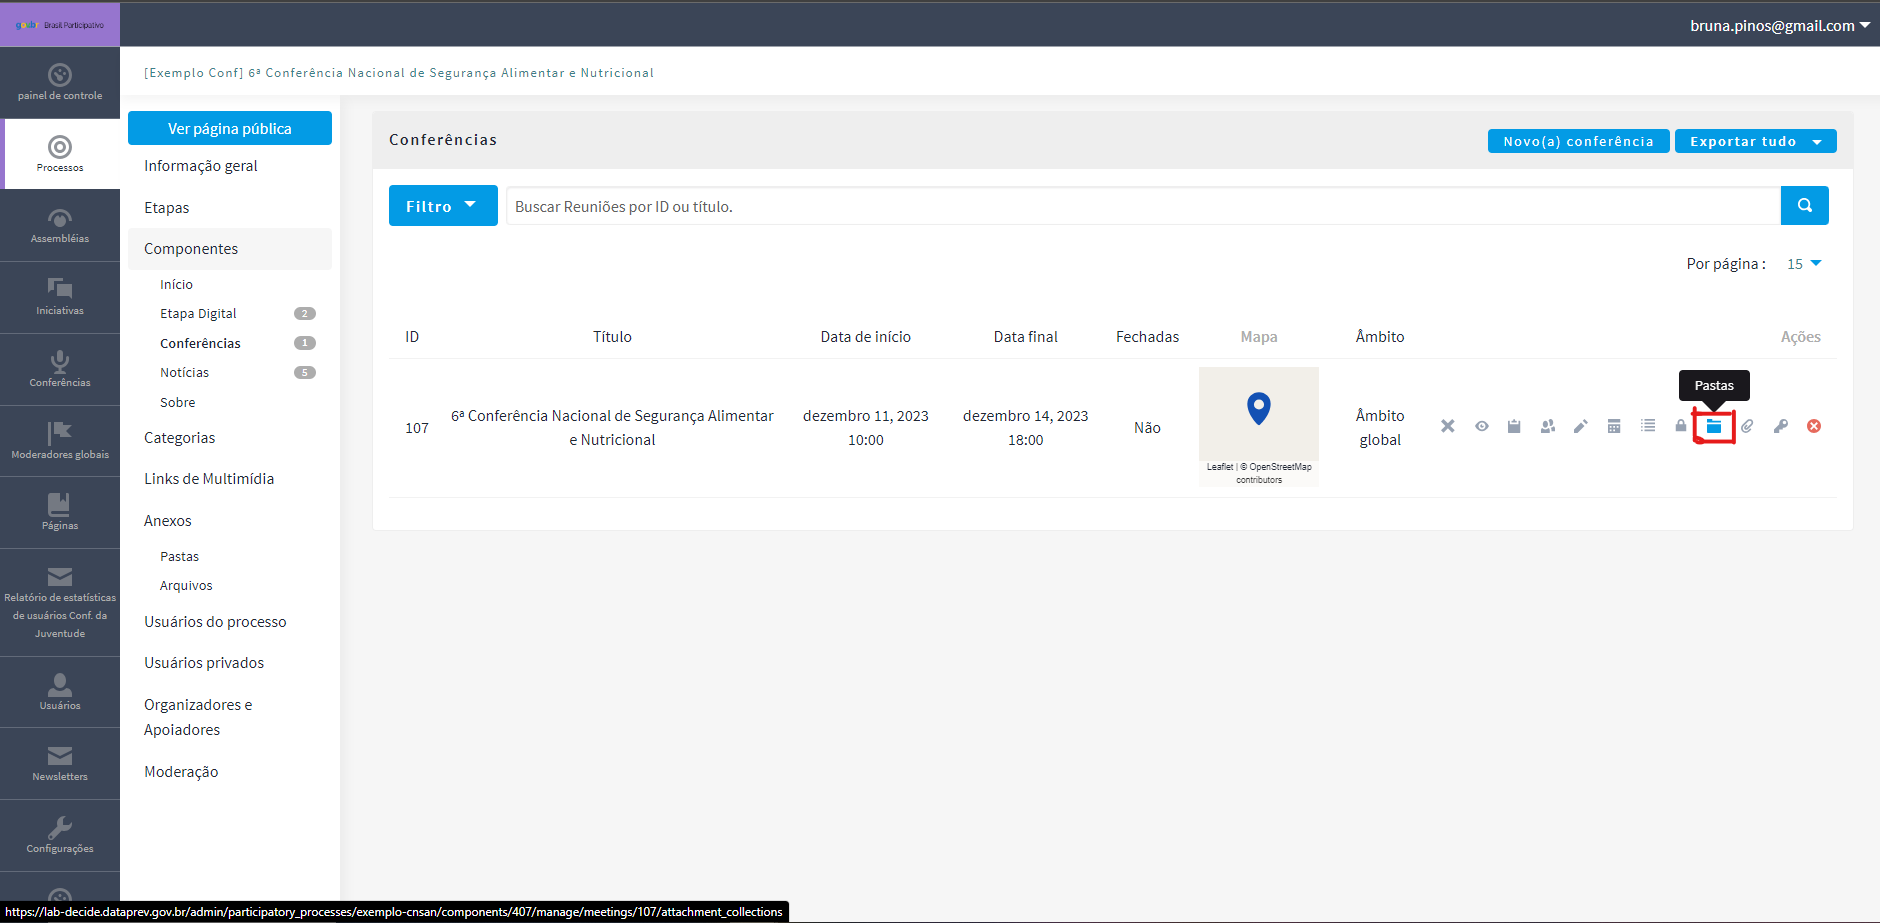 gov.br Brasil Participativo
bruna.pinos@gmail.com
painel de controle
Processos
Assembléias
Iniciativas
Conferências
Moderadores globais
Páginas
Relatório de estatísticas
de usuários Conf. da
Juventude
Usuários
Newsletters
Configurações
[Exemplo Conf] 6ª Conferência Nacional de Segurança Alimentar e Nutricional
Ver página pública
Informação geral
Etapas
Componentes
Início
Etapa Digital 2
Conferências 1
Notícias 5
Sobre
Categorias
Links de Multimídia
Anexos
Pastas
Arquivos
Usuários do processo
Usuários privados
Organizadores e
Apoiadores
Moderação
Conferências
Novo(a) conferência
Exportar tudo
Filtro
Buscar Reuniões por ID ou título.
Por página : 15
ID Título Data de início Data final Fechadas Mapa Âmbito Ações
Pastas
107
6ª Conferência Nacional de Segurança Alimentar
e Nutricional
dezembro 11, 2023
10:00
dezembro 14, 2023
18:00
Não
Leaflet | © OpenStreetMap
contributors
Âmbito
global
https://lab-decide.dataprev.gov.br/admin/participatory_processes/exemplo-cnsan/components/407/manage/meetings/107/attachment_collections